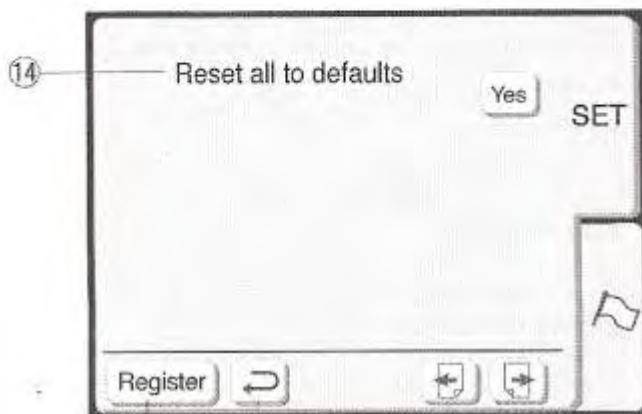 ⑭ Reset all to defaults
Yes
SET
Register